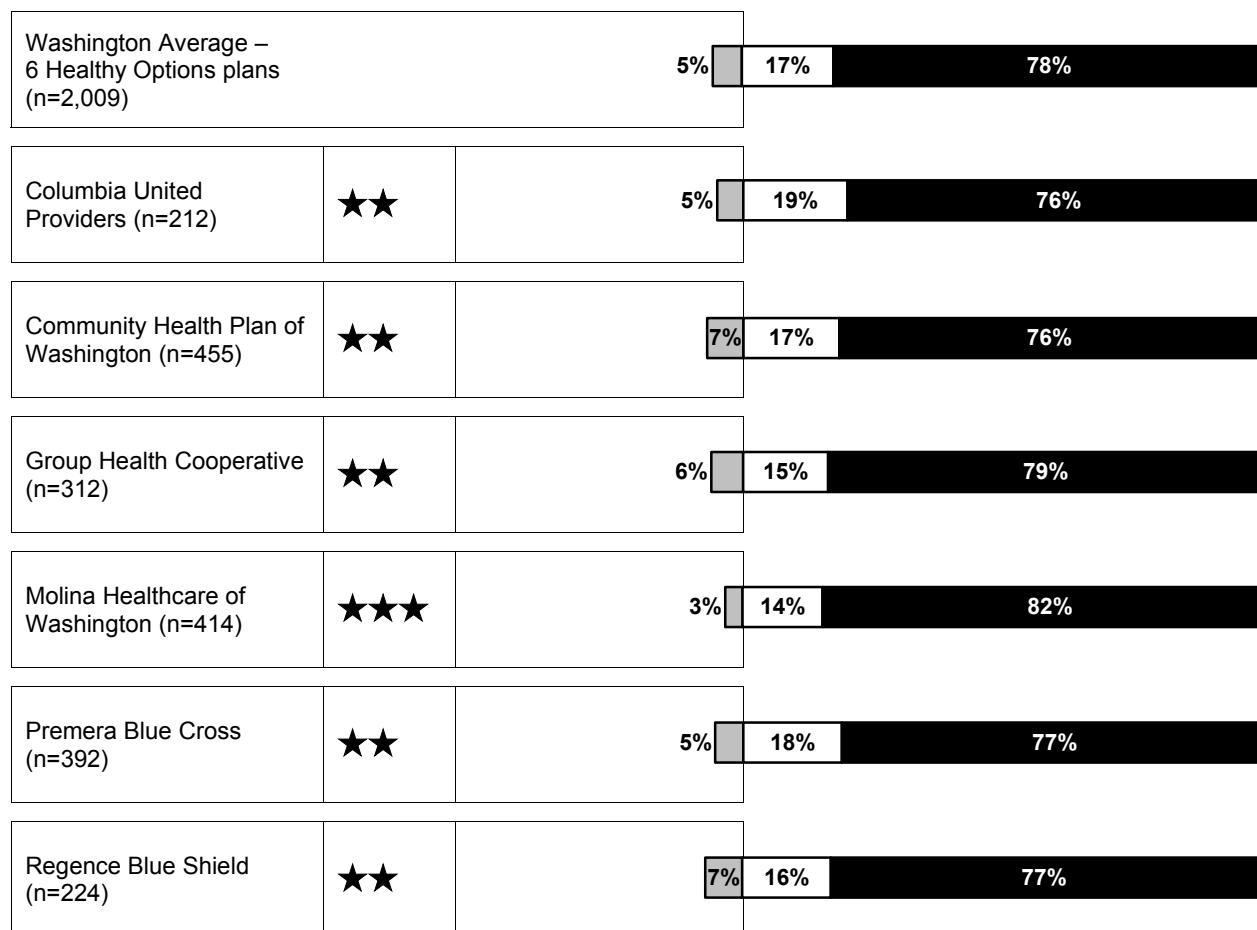 Washington Average –
6 Healthy Options plans
(n=2,009)
5% 17% 78%
Columbia United
Providers (n=212)
★★
5% 19% 76%
Community Health Plan of
Washington (n=455)
★★
7% 17% 76%
Group Health Cooperative
(n=312)
★★
6% 15% 79%
Molina Healthcare of
Washington (n=414)
★★★
3% 14% 82%
Premera Blue Cross
(n=392)
★★
5% 18% 77%
Regence Blue Shield
(n=224)
★★
7% 16% 77%